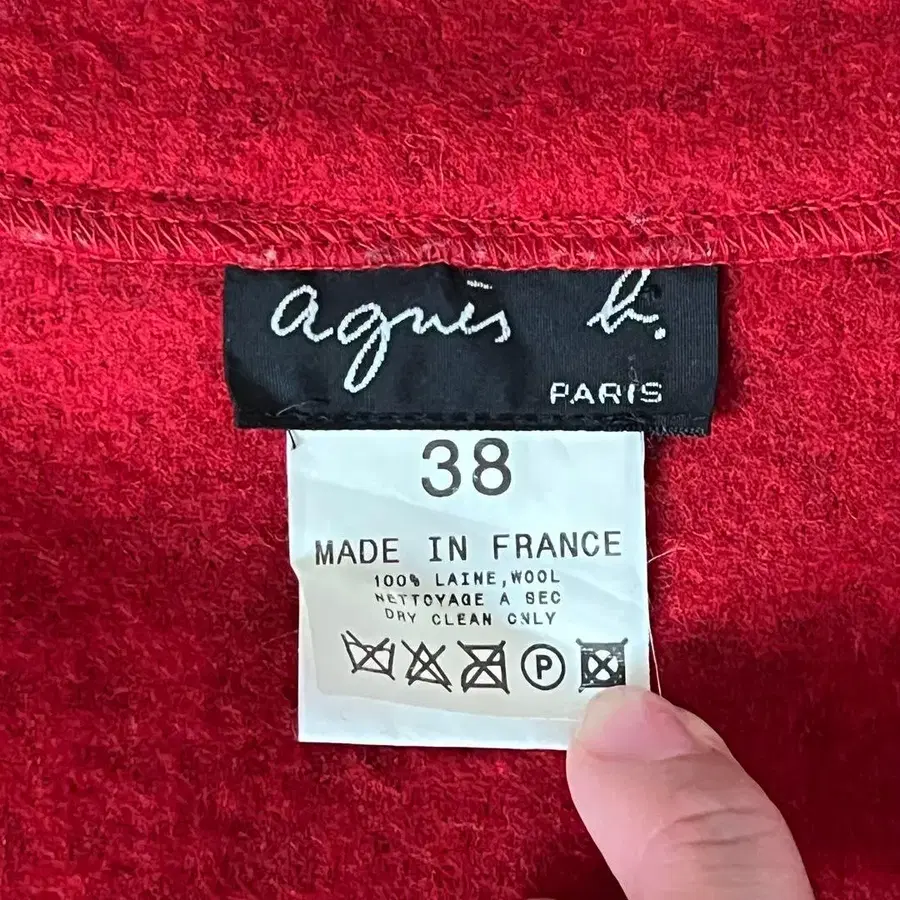 agnès b.
PARIS
38
MADE IN FRANCE
100% LAINE, WOOL
NETTOYAGE A SEC
DRY CLEAN ONLY
P